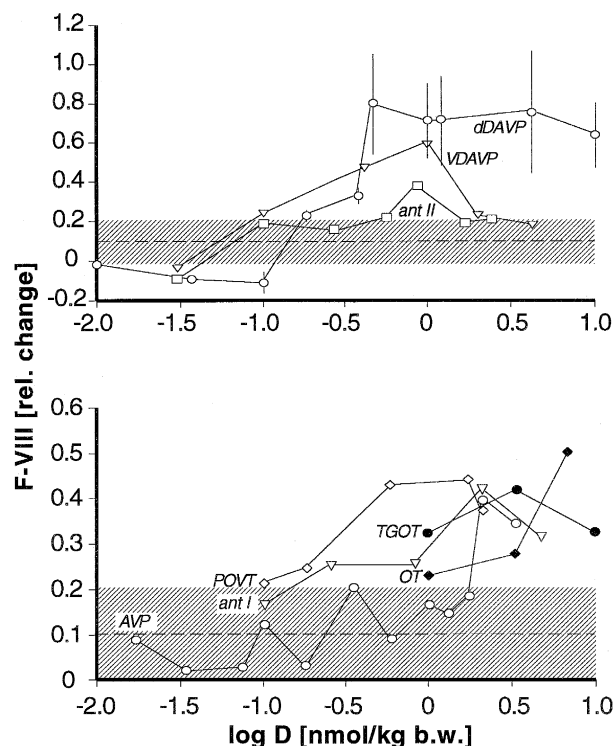 1.2
1.0
0.8
dDAVP
0.6
VDAVP
0.4
ant II
0.2
0
-0.2
-2.0 -1.5 -1.0 -0.5 0 0.5 1.0
F-VIII [rel. change]
0.6
0.5
0.4
TGOT
0.3
POVT OT
0.2
ant I
AVP
0.1
0
-2.0 -1.5 -1.0 -0.5 0 0.5 1.0
log D [nmol/kg b.w.]